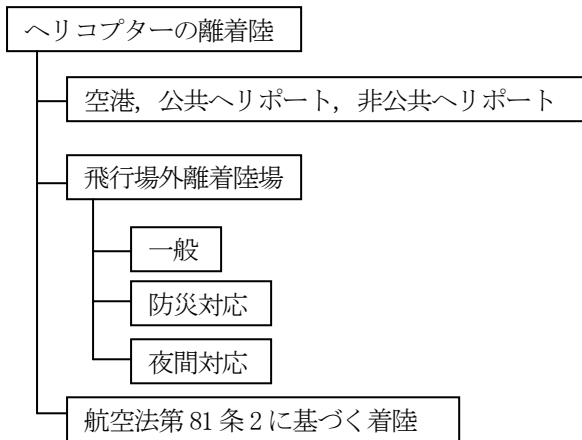 ヘリコプターの離着陸
空港，公共ヘリポート，非公共ヘリポート
飛行場外離着陸場
一般
防災対応
夜間対応
航空法第 81 条 2 に基づく着陸